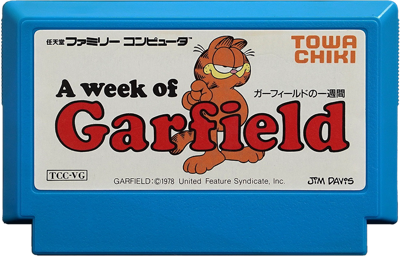 任天堂 ファミリー コンピュータ™
TOWA
CHIKI
A week of
ガーフィールドの一週間
Garfield
TCC-VG
GARFIELD:©1978 United Feature Syndicate, Inc.
JIM DAVIS